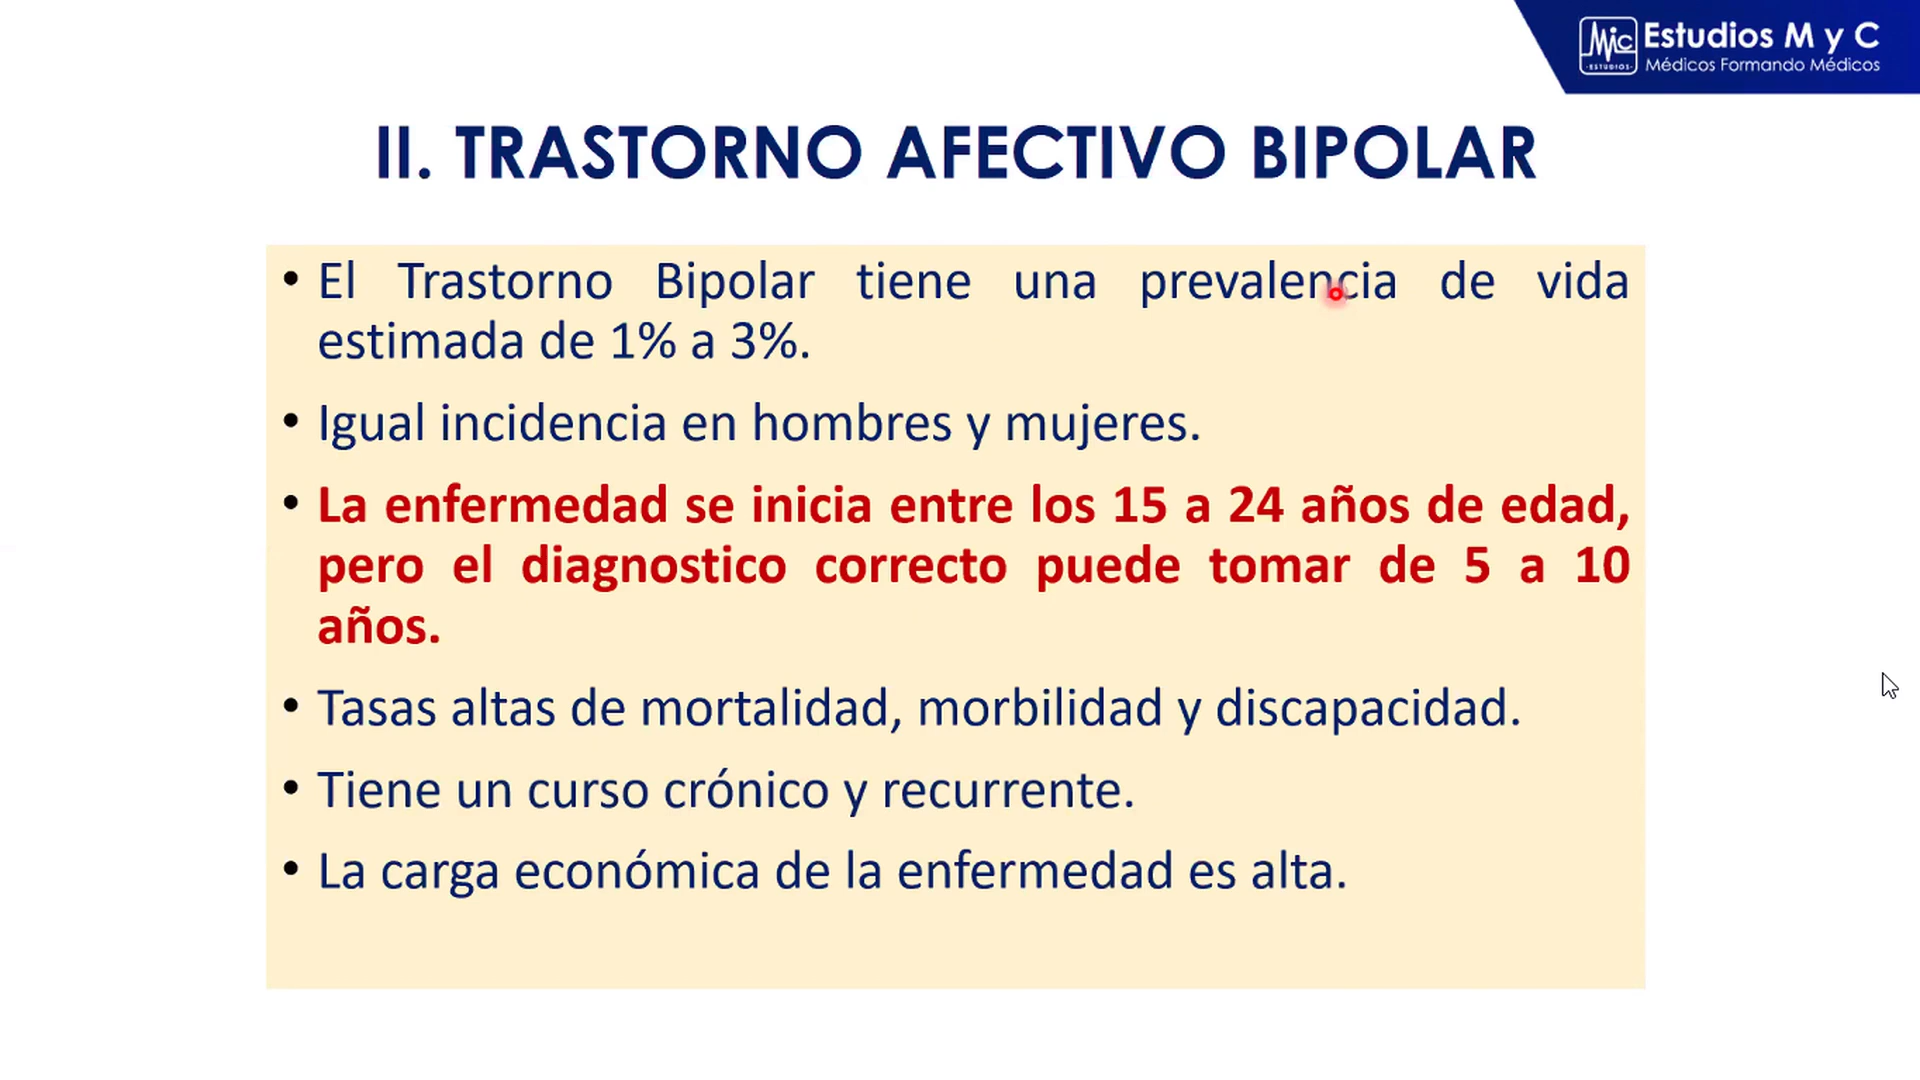 Mic
ESTUDIOS
Estudios M y C
Médicos Formando Médicos
II. TRASTORNO AFECTIVO BIPOLAR
• El Trastorno Bipolar tiene una prevalencia de vida
estimada de 1% a 3%.
• Igual incidencia en hombres y mujeres.
• La enfermedad se inicia entre los 15 a 24 años de edad,
pero el diagnostico correcto puede tomar de 5 a 10
años.
• Tasas altas de mortalidad, morbilidad y discapacidad.
• Tiene un curso crónico y recurrente.
• La carga económica de la enfermedad es alta.